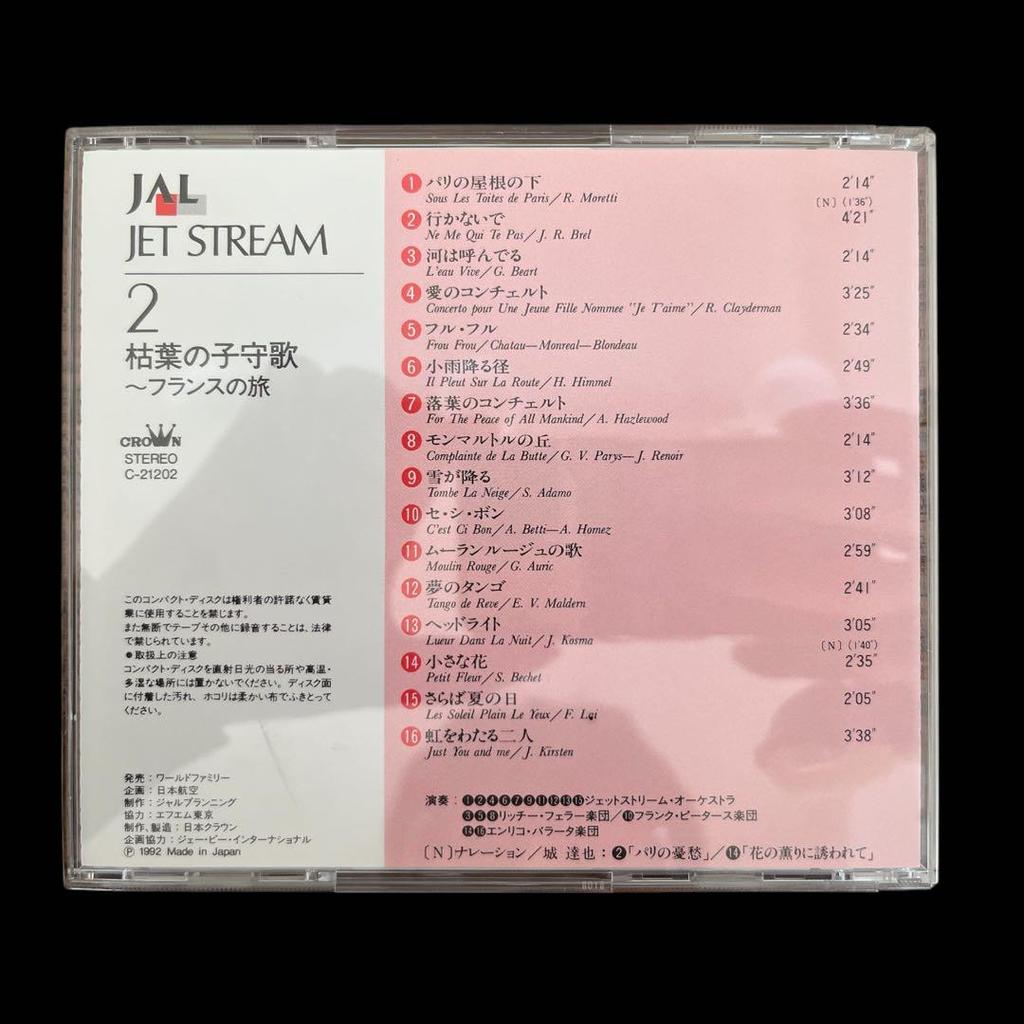 JAL
JET STREAM
2
枯葉の子守歌
〜フランスの旅
CROWN
STEREO
C-21202
このコンパクト・ディスクは権利者の許諾なく賃貸
業に使用することを禁じます。
また無断でテープその他に録音することは、法律
で禁じられています。
●取扱上の注意
コンパクト・ディスクを直射日光の当る所や高温・
多湿な場所には置かないでください。ディスク面
に付着した汚れ、ホコリは柔かい布でふきとって
ください。
発売：ワールドファミリー
企画：日本航空
制作：ジャルプランニング
協力：エフエム東京
制作、製造：日本クラウン
企画協力：ジェー・ピー・インターナショナル
Ⓟ 1992 Made in Japan
❶ パリの屋根の下 2′14″
Sous Les Toites de Paris／R. Moretti
〔N〕(1′36″)
❷ 行かないで 4′21″
Ne Me Qui Te Pas／J. R. Brel
❸ 河は呼んでる 2′14″
L'eau Vive／G. Beart
❹ 愛のコンチェルト 3′25″
Concerto pour Une Jeune Fille Nommee "Je T'aime"／R. Clayderman
❺ フル・フル 2′34″
Frou Frou／Chatau—Monreal—Blondeau
❻ 小雨降る径 2′49″
Il Pleut Sur La Route／H. Himmel
❼ 落葉のコンチェルト 3′36″
For The Peace of All Mankind／A. Hazlewood
❽ モンマルトルの丘 2′14″
Complainte de La Butte／G. V. Parys—J. Renoir
❾ 雪が降る 3′12″
Tombe La Neige／S. Adamo
❿ セ・シ・ボン 3′08″
C'est Ci Bon／A. Betti—A. Homez
⓫ ムーランルージュの歌 2′59″
Moulin Rouge／G. Auric
⓬ 夢のタンゴ 2′41″
Tango de Reve／E. V. Maldern
⓭ ヘッドライト 3′05″
Lueur Dans La Nuit／J. Kosma
〔N〕(1′40″)
⓮ 小さな花 2′35″
Petit Fleur／S. Bechet
⓯ さらば夏の日 2′05″
Les Soleil Plain Le Yeux／F. Lai
⓰ 虹をわたる二人 3′38″
Just You and me／J. Kirsten
演奏：❶❷❹❻❼❾⓫⓬⓭⓯ジェットストリーム・オーケストラ
❸❺❽リッチー・フェラー楽団／❿フランク・ピータース楽団
⓮⓰エンリコ・バラータ楽団
〔N〕ナレーション／城 達也：❷「パリの憂愁」／⓮「花の薫りに誘われて」